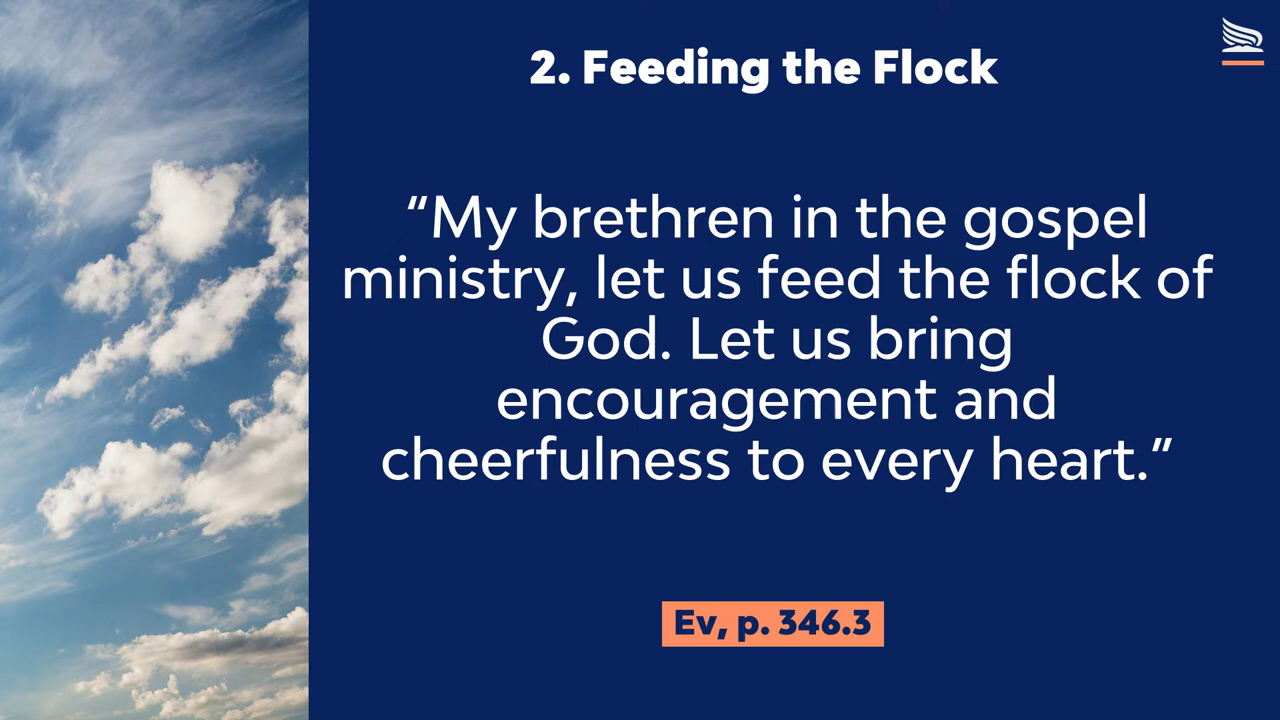 2. Feeding the Flock
“My brethren in the gospel
ministry, let us feed the flock of
God. Let us bring
encouragement and
cheerfulness to every heart.”
Ev, p. 346.3